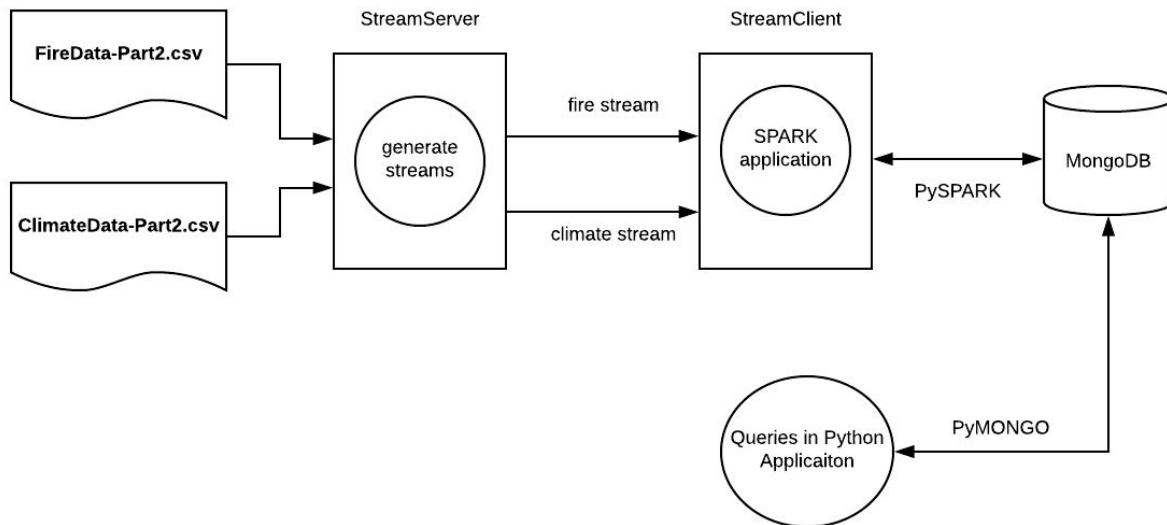 StreamServer
StreamClient
FireData-Part2.csv
ClimateData-Part2.csv
generate
streams
fire stream
climate stream
SPARK
application
PySPARK
MongoDB
PyMONGO
Queries in Python
Applicaiton